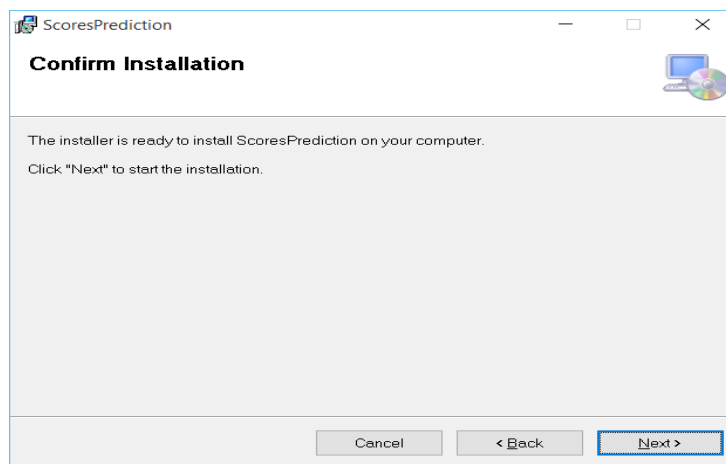 ScoresPrediction
Confirm Installation
The installer is ready to install ScoresPrediction on your computer.
Click "Next" to start the installation.
Cancel
< Back
Next >